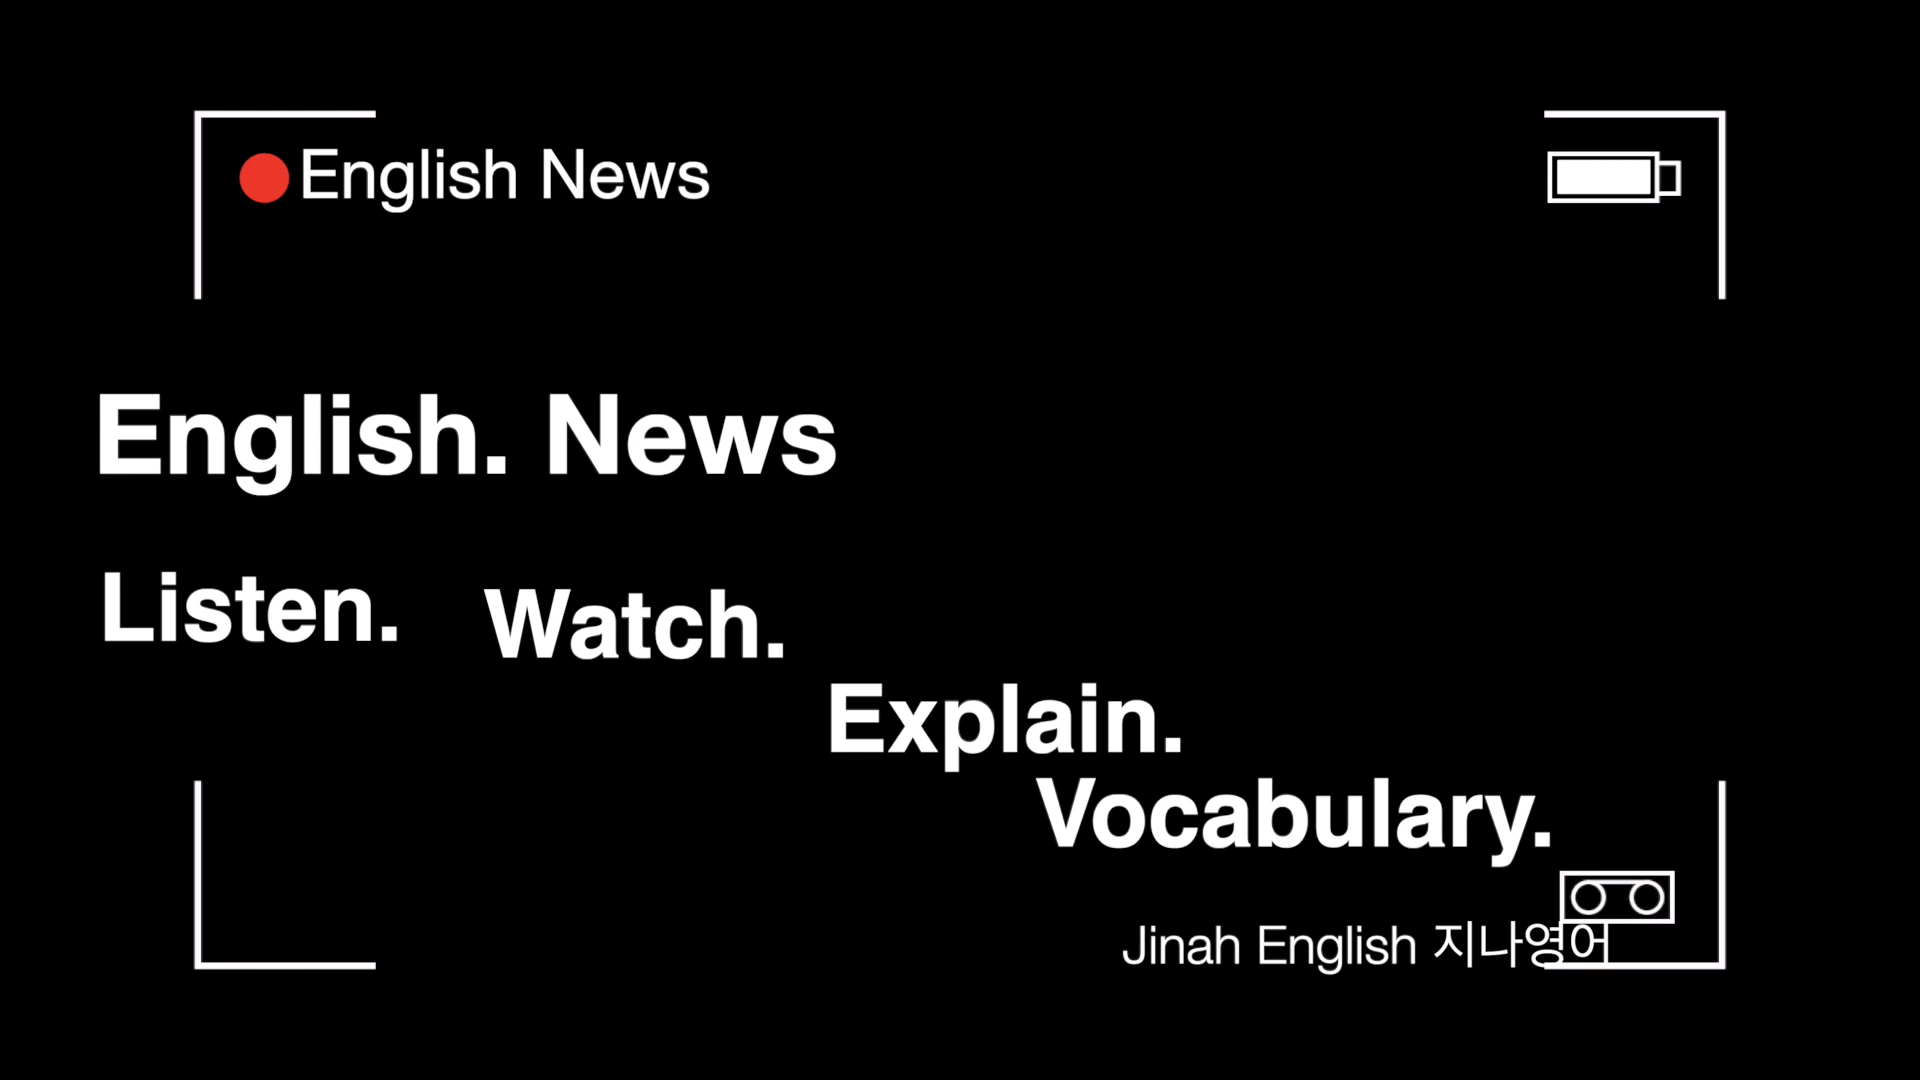 English News
English. News
Listen. Watch.
Explain.
Vocabulary.
Jinah English 지나영어